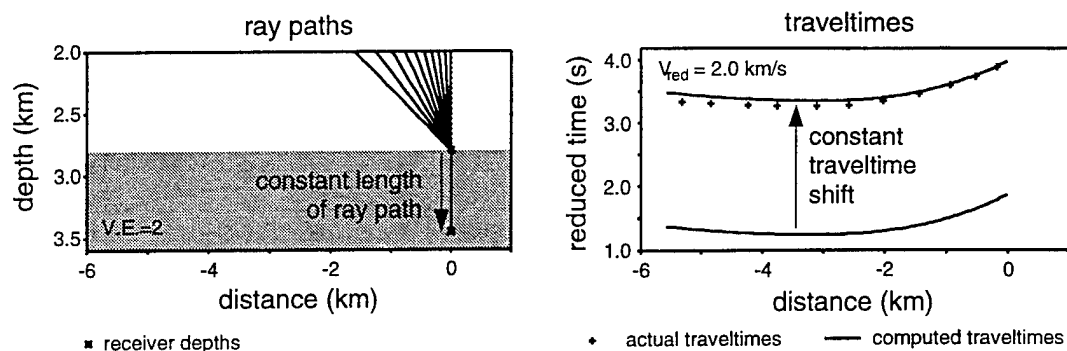 ray paths
2.0
2.5
3.0
3.5
depth (km)
constant length
of ray path
V.E.=2
-6
-4
-2
0
distance (km)
receiver depths
traveltimes
4.0
3.0
2.0
1.0
reduced time (s)
Vred = 2.0 km/s
constant
traveltime
shift
-6
-4
-2
0
distance (km)
actual traveltimes
computed traveltimes